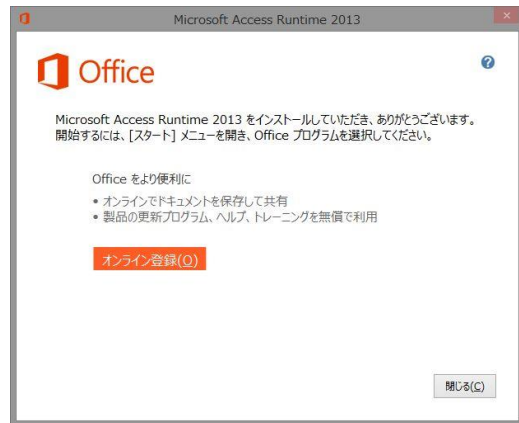 Microsoft Access Runtime 2013
Office
Microsoft Access Runtime 2013 をインストールしていただき、ありがとうございます。
開始するには、[スタート] メニューを開き、Office プログラムを選択してください。
Office をより便利に
• オンラインでドキュメントを保存して共有
• 製品の更新プログラム、ヘルプ、トレーニングを無償で利用
オンライン登録(O)
閉じる(C)